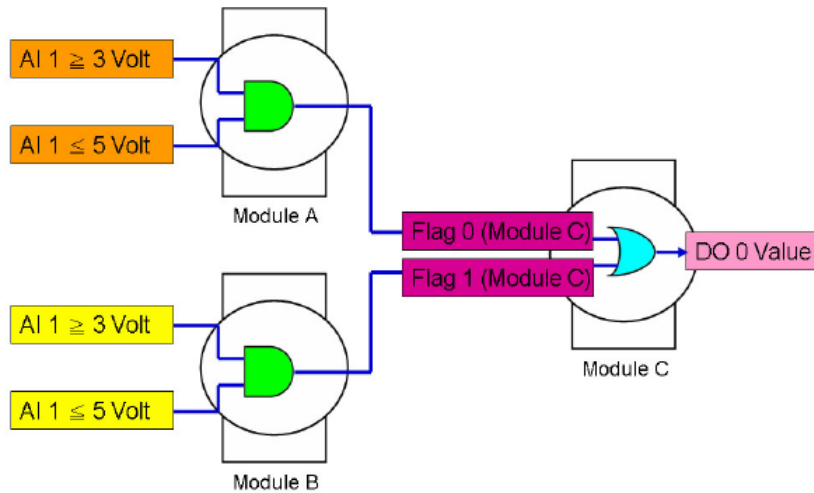 AI 1 ≧ 3 Volt
AI 1 ≦ 5 Volt
Module A
Flag 0 (Module C)
Flag 1 (Module C)
DO 0 Value
Module C
AI 1 ≧ 3 Volt
AI 1 ≦ 5 Volt
Module B